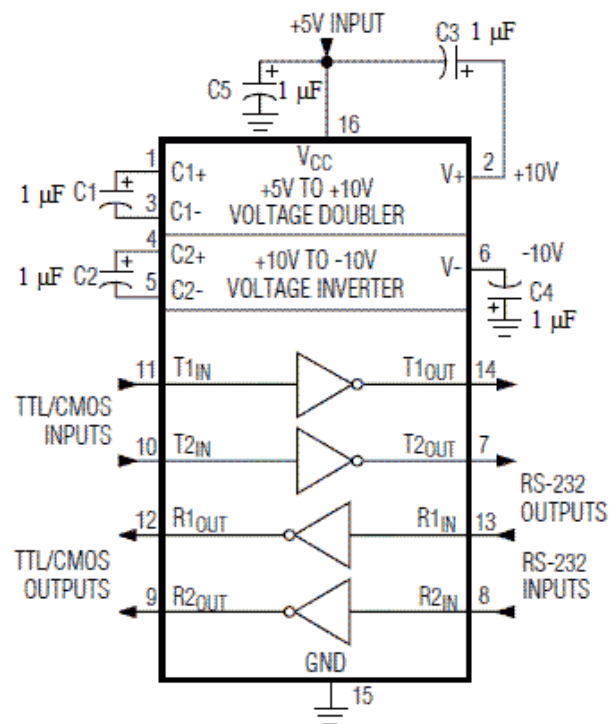 +5V INPUT
C3 1 µF
+
C5
+
1 µF
16
1
C1+
VCC
V+
2
+10V
1 µF C1
+
+5V TO +10V
VOLTAGE DOUBLER
3
C1-
4
C2+
+10V TO -10V
VOLTAGE INVERTER
V-
6
-10V
1 µF C2
+
5
C2-
C4
+
1 µF
11
T1IN
T1OUT
14
TTL/CMOS
INPUTS
10
T2IN
T2OUT
7
RS-232
OUTPUTS
12
R1OUT
R1IN
13
TTL/CMOS
OUTPUTS
RS-232
INPUTS
9
R2OUT
R2IN
8
GND
15